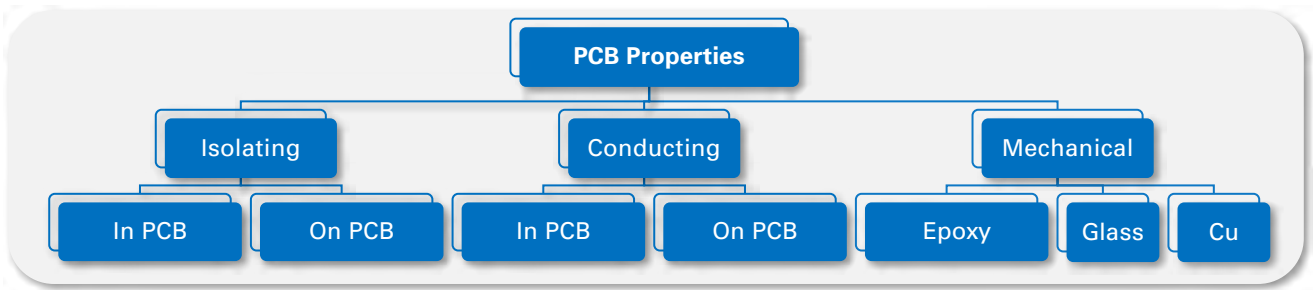 PCB Properties
Isolating
Conducting
Mechanical
In PCB
On PCB
In PCB
On PCB
Epoxy
Glass
Cu